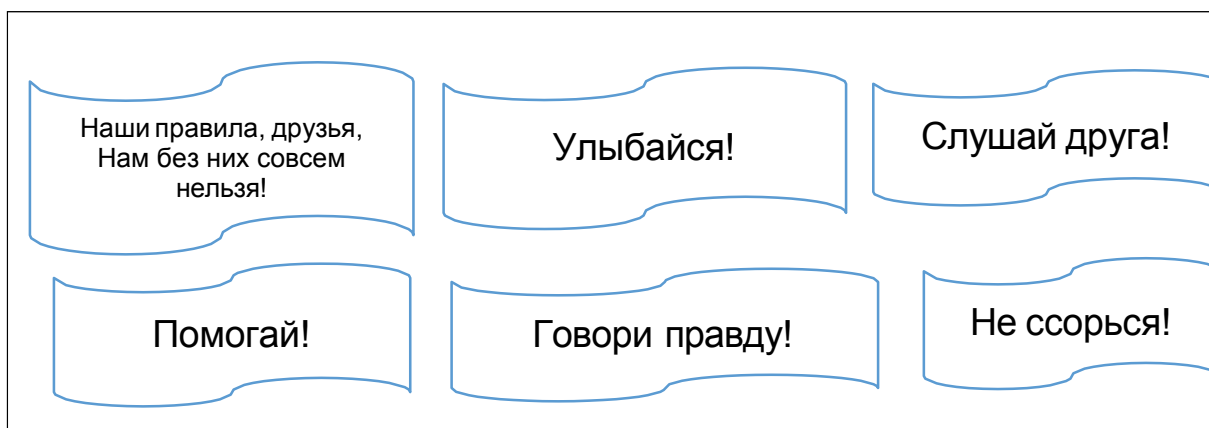 Наши правила, друзья,
Нам без них совсем
нельзя!
Улыбайся!
Слушай друга!
Помогай!
Говори правду!
Не ссорься!